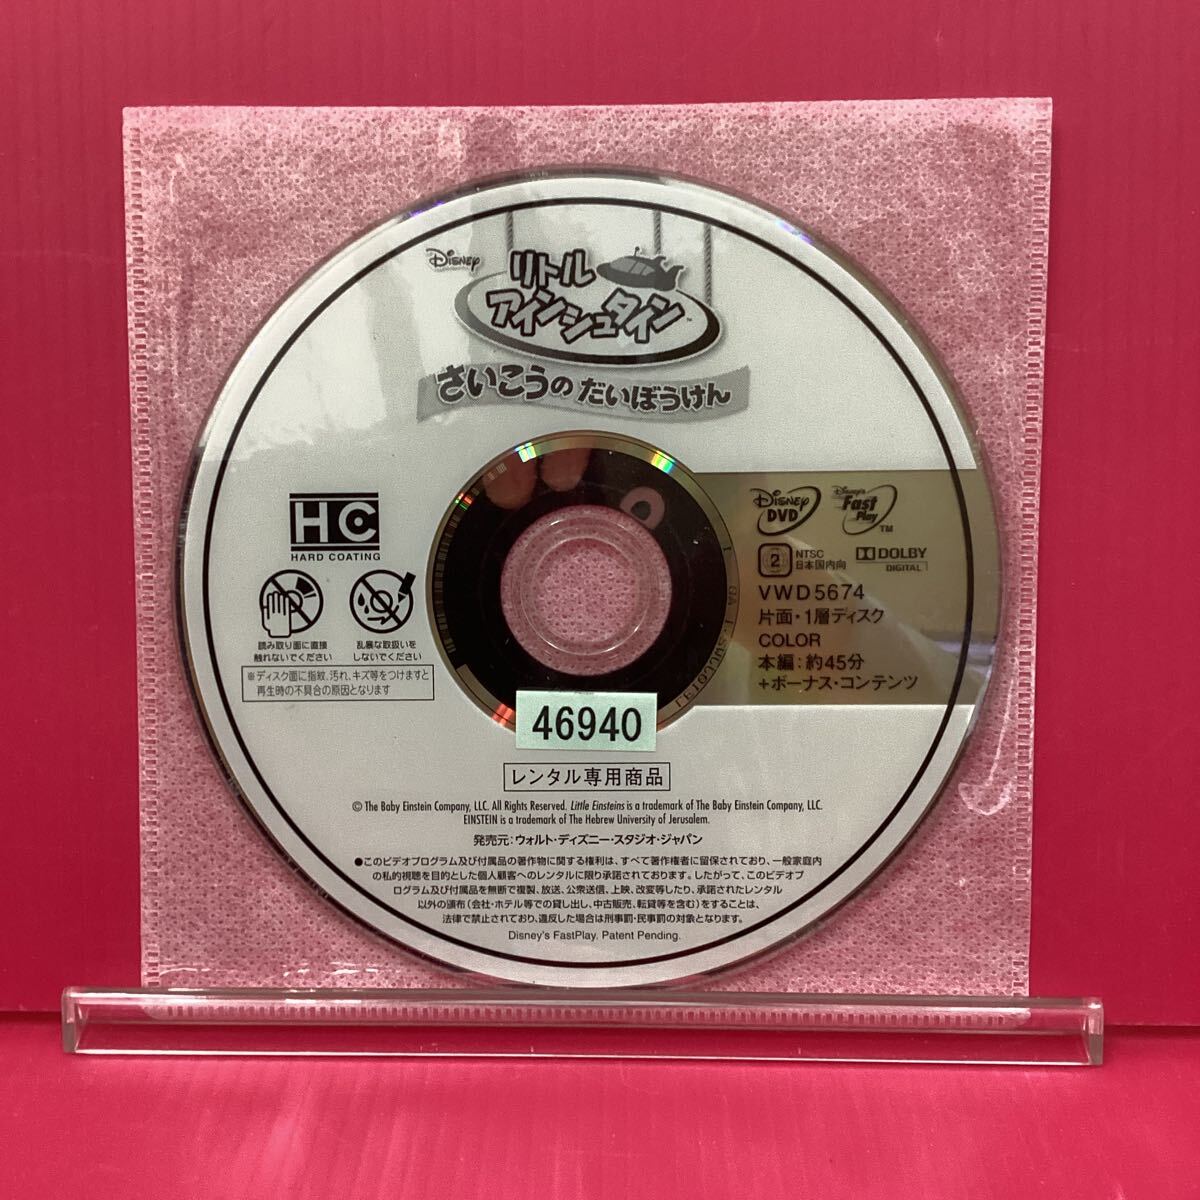 Disney
リトル
アインシュタイン™
さいこうの だいぼうけん
HC
HARD COATING
読み取り面に直接
触れないでください
乱暴な取扱いを
しないでください
※ディスク面に指紋、汚れ、キズ等をつけますと
再生時の不具合の原因となります
Disney DVD
Disney's Fast Play™
2 NTSC 日本国内向
DOLBY DIGITAL
VWD5674
片面・1層ディスク
COLOR
本編：約45分
+ボーナス・コンテンツ
46940
レンタル専用商品
© The Baby Einstein Company, LLC. All Rights Reserved. Little Einsteins is a trademark of The Baby Einstein Company, LLC.
EINSTEIN is a trademark of The Hebrew University of Jerusalem.
発売元：ウォルト・ディズニー・スタジオ・ジャパン
●このビデオプログラム及び付属品の著作物に関する権利は、すべて著作権者に留保されており、一般家庭内
の私的視聴を目的とした個人顧客へのレンタルに限り承諾されております。したがって、このビデオプ
ログラム及び付属品を無断で複製、放送、公衆送信、上映、改変等したり、承諾されたレンタル
以外の頒布（会社・ホテル等での貸し出し、中古販売、転貸等を含む）をすることは、
法律で禁止されており、違反した場合は刑事罰・民事罰の対象となります。
Disney's FastPlay. Patent Pending.